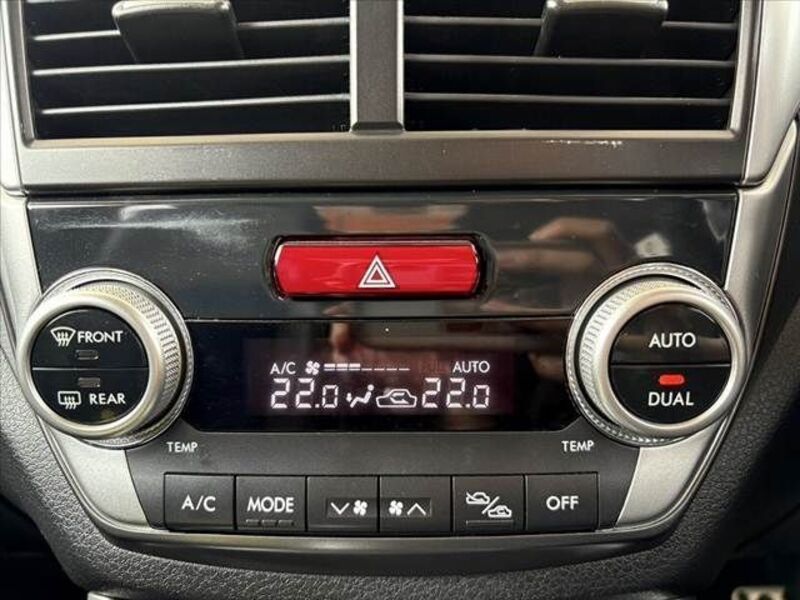 FRONT
REAR
A/C AUTO
22.0 22.0
AUTO
DUAL
TEMP
TEMP
A/C MODE OFF